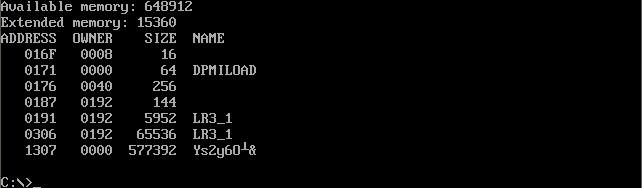 Available memory: 648912
Extended memory: 15360
ADDRESS OWNER SIZE NAME
016F 0008 16
0171 0000 64 DPMILOAD
0176 0040 256
0187 0192 144
0191 0192 5952 LR3_1
0306 0192 65536 LR3_1
1307 0000 577392 Ys2y6O┴&
C:\>_